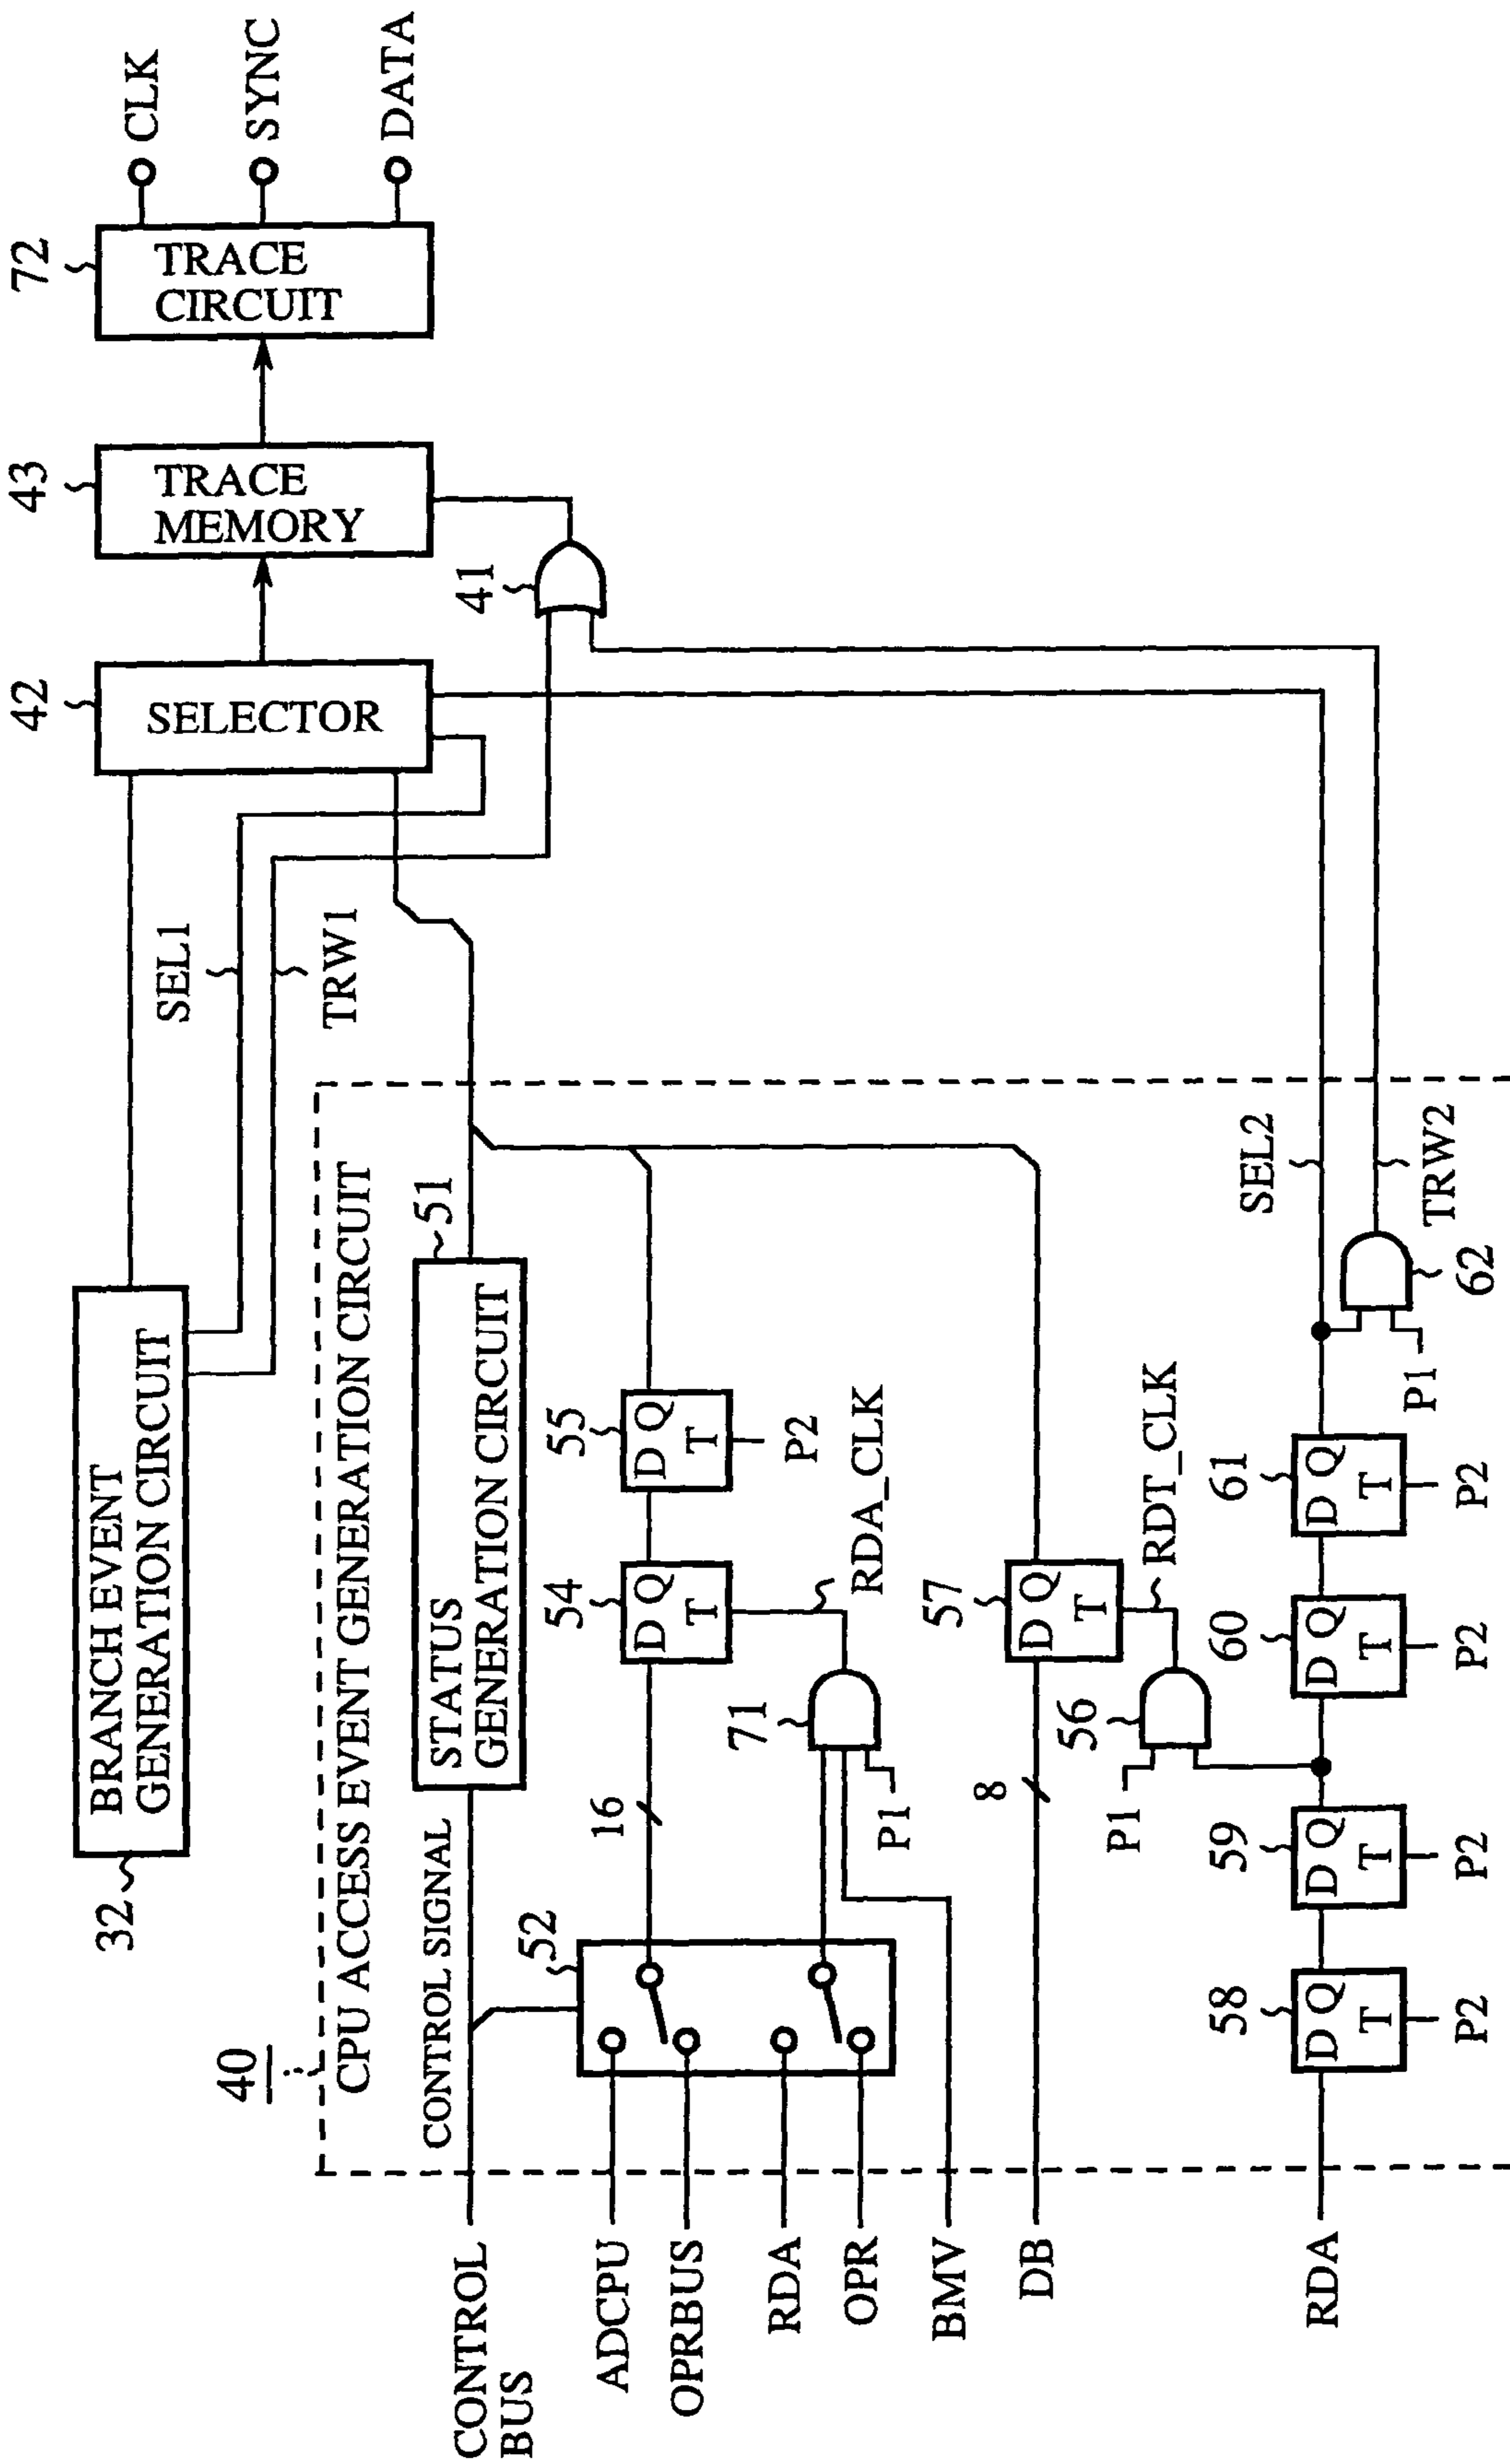 72
TRACE
CIRCUIT
CLK
SYNC
DATA
43
TRACE
MEMORY
41
42
SELECTOR
SEL1
TRW1
32
BRANCH EVENT
GENERATION CIRCUIT
40
CPU ACCESS EVENT GENERATION CIRCUIT
CONTROL
BUS
CONTROL SIGNAL
51
STATUS
GENERATION CIRCUIT
ADCPU
OPRBUS
RDA
OPR
BMV
DB
RDA
52
16
54
D Q
T
55
D Q
T
P2
71
P1
RDA_CLK
8
57
D Q
T
RDT_CLK
56
P1
58
D Q
T
P2
59
D Q
T
P2
60
D Q
T
P2
61
D Q
T
P2
P1
62
SEL2
TRW2